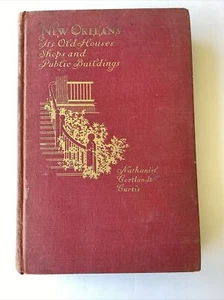 NEW ORLEANS
Its Old Houses
Shops and
Public Buildings
Nathaniel
Cortlandt
Curtis